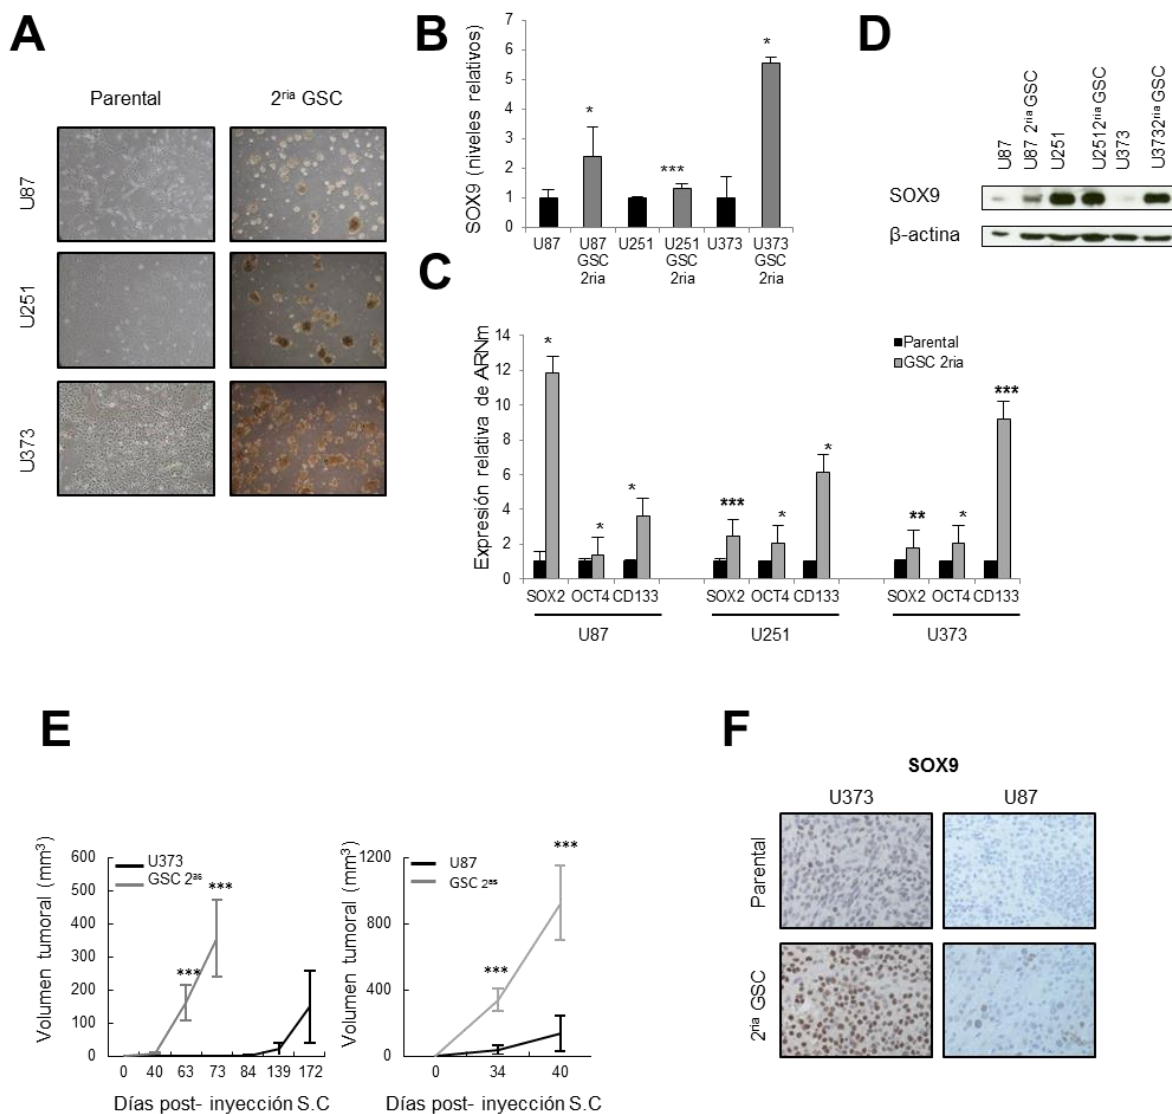 A
Parental
2ria GSC
U87
U251
U373
B
SOX9 (niveles relativos)
7
6
5
4
3
2
1
0
*
***
*
U87
U87 GSC 2ria
U251
U251 GSC 2ria
U373
U373 GSC 2ria
D
U87
U87 2ria GSC
U251
U2512ria GSC
U373
U3732ria GSC
SOX9
β-actina
C
Expresión relativa de ARNm
14
12
10
8
6
4
2
0
Parental
GSC 2ria
*
*
*
***
*
*
**
*
***
SOX2 OCT4 CD133
SOX2 OCT4 CD133
SOX2 OCT4 CD133
U87
U251
U373
E
Volumen tumoral (mm3)
600
500
400
300
200
100
0
U373
GSC 2as
***
***
0 40 63 73 84 139 172
Días post- inyección S.C
Volumen tumoral (mm3)
1200
800
400
0
U87
GSC 2as
***
***
0 34 40
Días post- inyección S.C
F
SOX9
U373 U87
Parental
2ria GSC